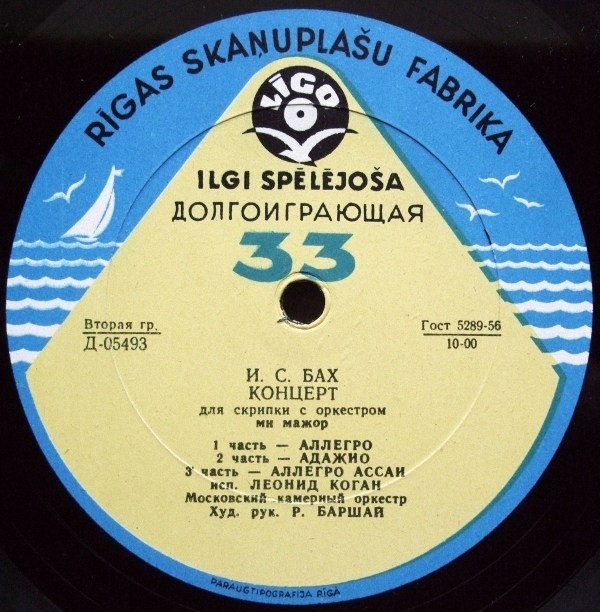 RĪGAS SKAŅUPLAŠU FABRIKA
LĪGO
ILGI SPĒLĒJOŠA
ДОЛГОИГРАЮЩАЯ
33
Вторая гр.
Д-05493
Гост 5289-56
10-00
И. С. БАХ
КОНЦЕРТ
для скрипки с оркестром
ми мажор
1 часть — АЛЛЕГРО
2 часть — АДАЖИО
3 часть — АЛЛЕГРО АССАИ
исп. ЛЕОНИД КОГАН
Московский камерный оркестр
Худ. рук. Р. БАРШАЙ
PARAUGTIPOGRAFIJA RĪGĀ